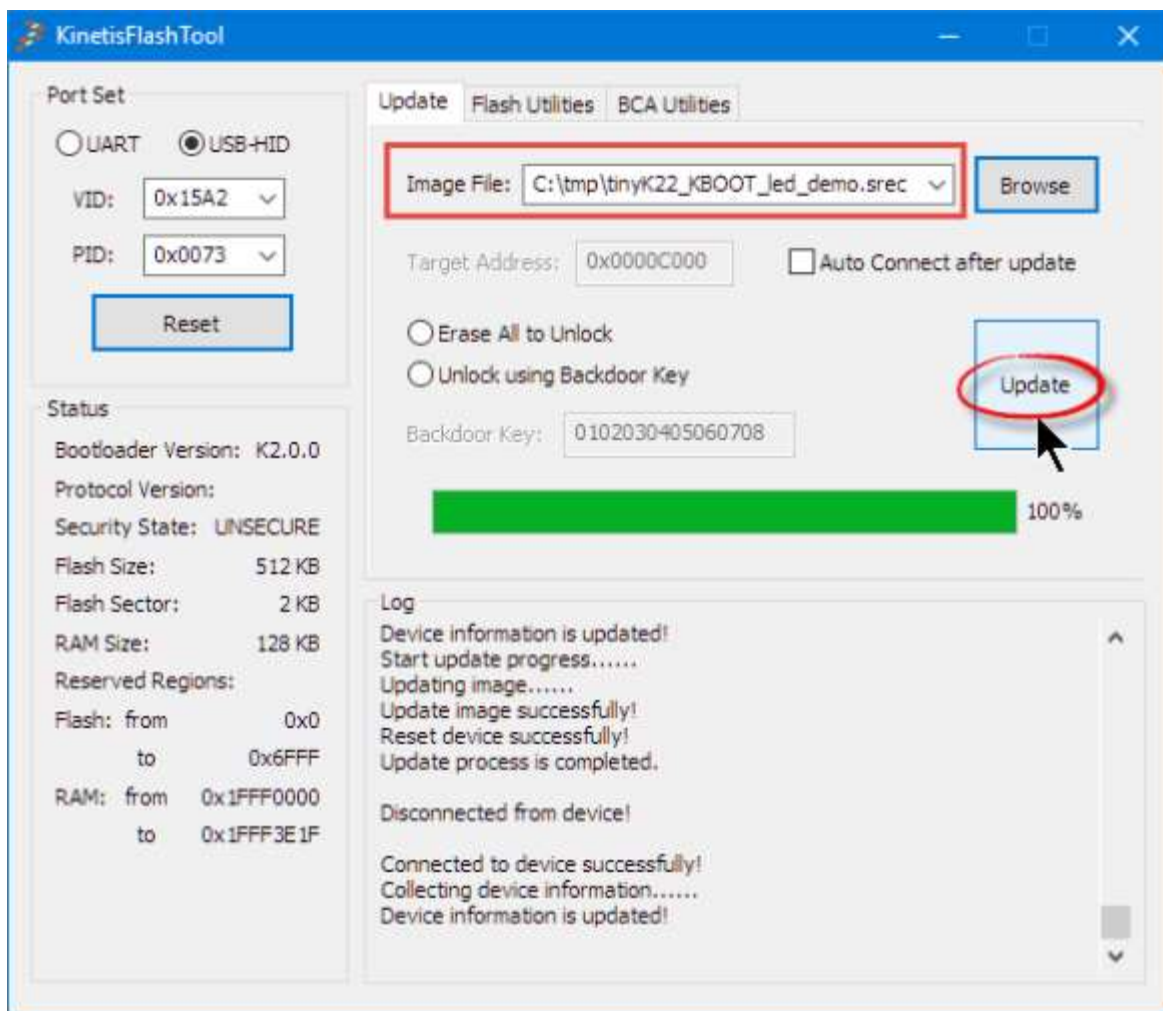 KinetisFlashTool
Port Set
UART USB-HID
VID: 0x15A2
PID: 0x0073
Reset
Status
Bootloader Version: K2.0.0
Protocol Version:
Security State: UNSECURE
Flash Size: 512 KB
Flash Sector: 2 KB
RAM Size: 128 KB
Reserved Regions:
Flash: from 0x0
to 0x6FFF
RAM: from 0x1FFF0000
to 0x1FFF3E1F
Update Flash Utilities BCA Utilities
Image File: C:\tmp\tinyK22_KBOOT_led_demo.srec Browse
Target Address: 0x0000C000 Auto Connect after update
Erase All to Unlock
Unlock using Backdoor Key
Update
Backdoor Key: 0102030405060708
100%
Log
Device information is updated!
Start update progress......
Updating image......
Update image successfully!
Reset device successfully!
Update process is completed.
Disconnected from device!
Connected to device successfully!
Collecting device information......
Device information is updated!